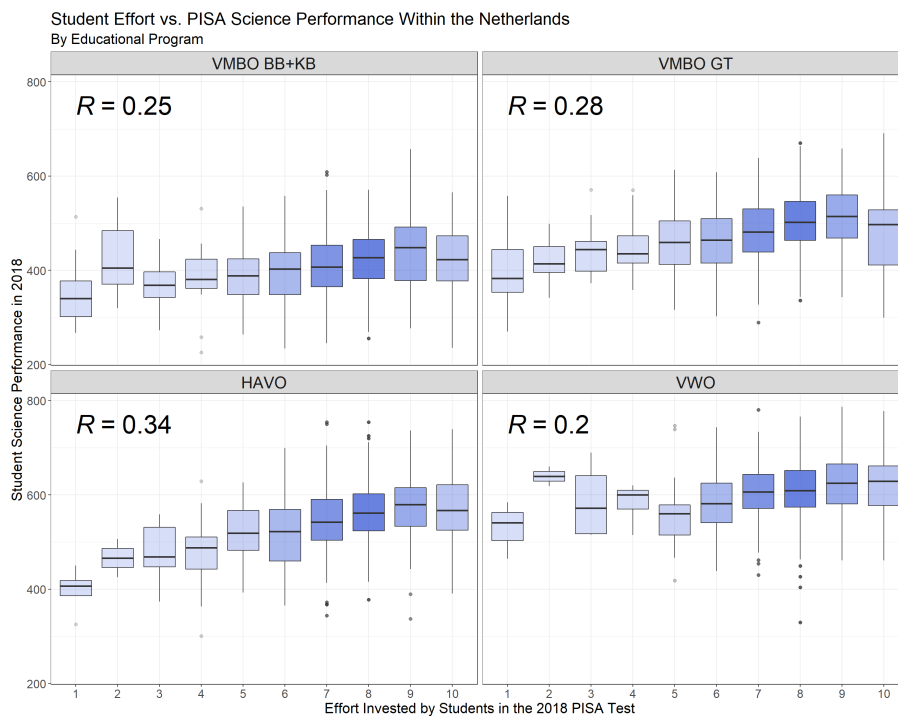 Student Effort vs. PISA Science Performance Within the Netherlands
By Educational Program
VMBO BB+KB
VMBO GT
R = 0.25
R = 0.28
800
600
400
200
HAVO
VWO
R = 0.34
R = 0.2
800
600
400
200
Student Science Performance in 2018
1 2 3 4 5 6 7 8 9 10
1 2 3 4 5 6 7 8 9 10
Effort Invested by Students in the 2018 PISA Test